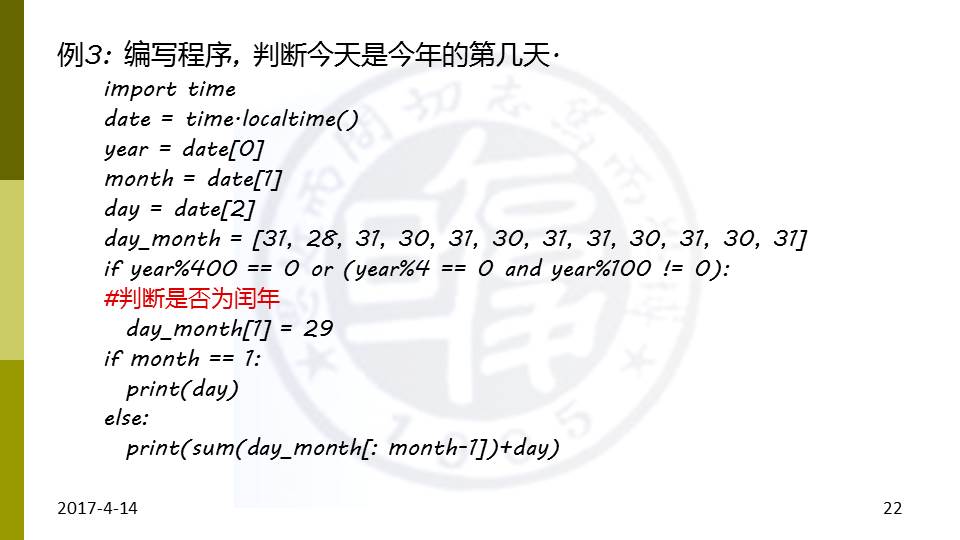 例3: 编写程序, 判断今天是今年的第几天.
import time
date = time.localtime()
year = date[0]
month = date[1]
day = date[2]
day_month = [31, 28, 31, 30, 31, 30, 31, 31, 30, 31, 30, 31]
if year%400 == 0 or (year%4 == 0 and year%100 != 0):
#判断是否为闰年
day_month[1] = 29
if month == 1:
print(day)
else:
print(sum(day_month[: month-1])+day)
2017-4-14
22